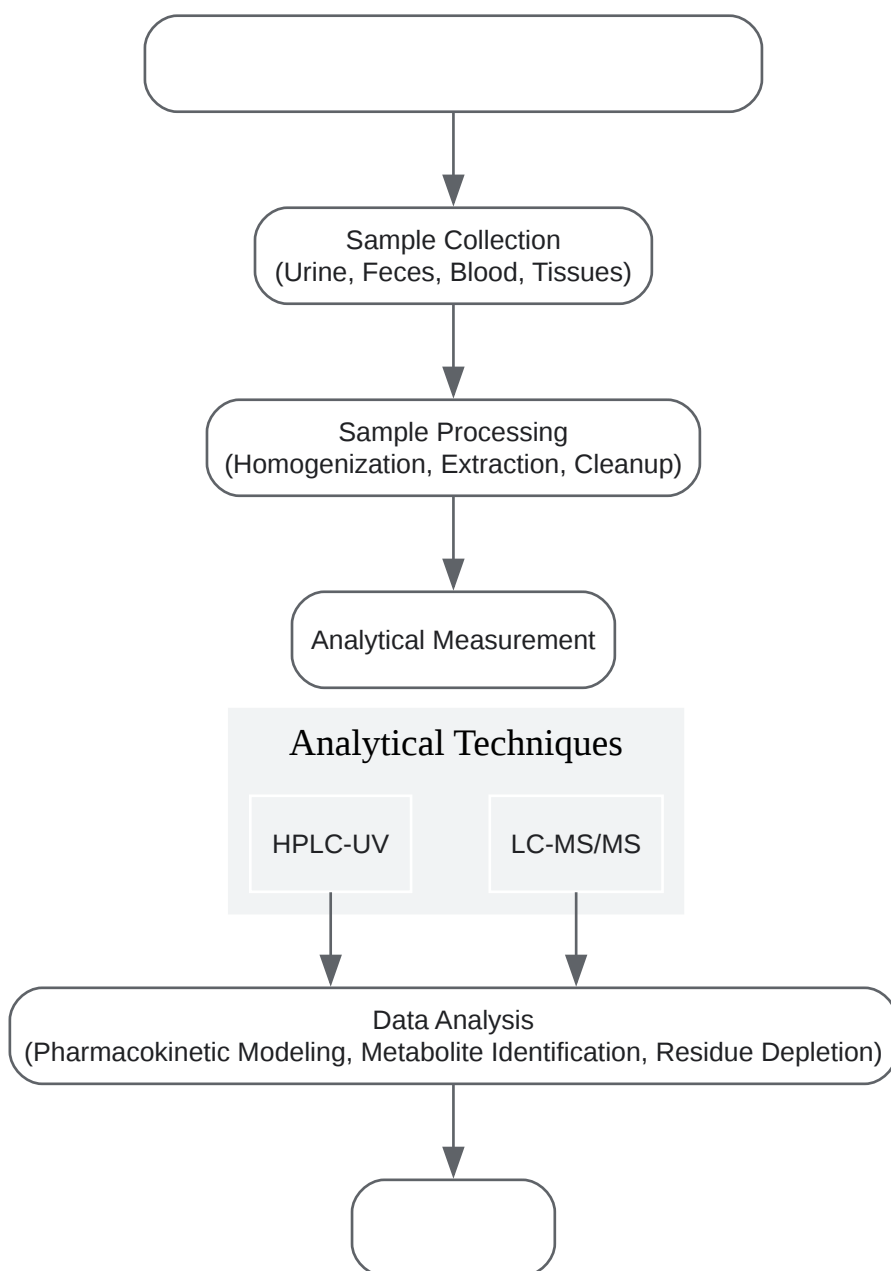 Sample Collection
(Urine, Feces, Blood, Tissues)
Sample Processing
(Homogenization, Extraction, Cleanup)
Analytical Measurement
Analytical Techniques
HPLC-UV
LC-MS/MS
Data Analysis
(Pharmacokinetic Modeling, Metabolite Identification, Residue Depletion)